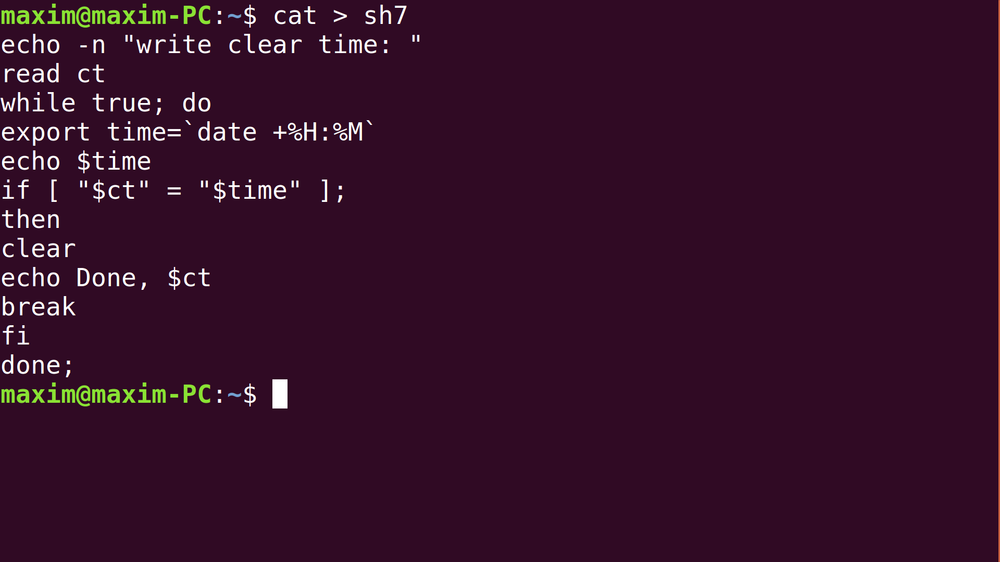 maxim@maxim-PC:~$ cat > sh7
echo -n "write clear time: "
read ct
while true; do
export time=`date +%H:%M`
echo $time
if [ "$ct" = "$time" ];
then
clear
echo Done, $ct
break
fi
done;
maxim@maxim-PC:~$